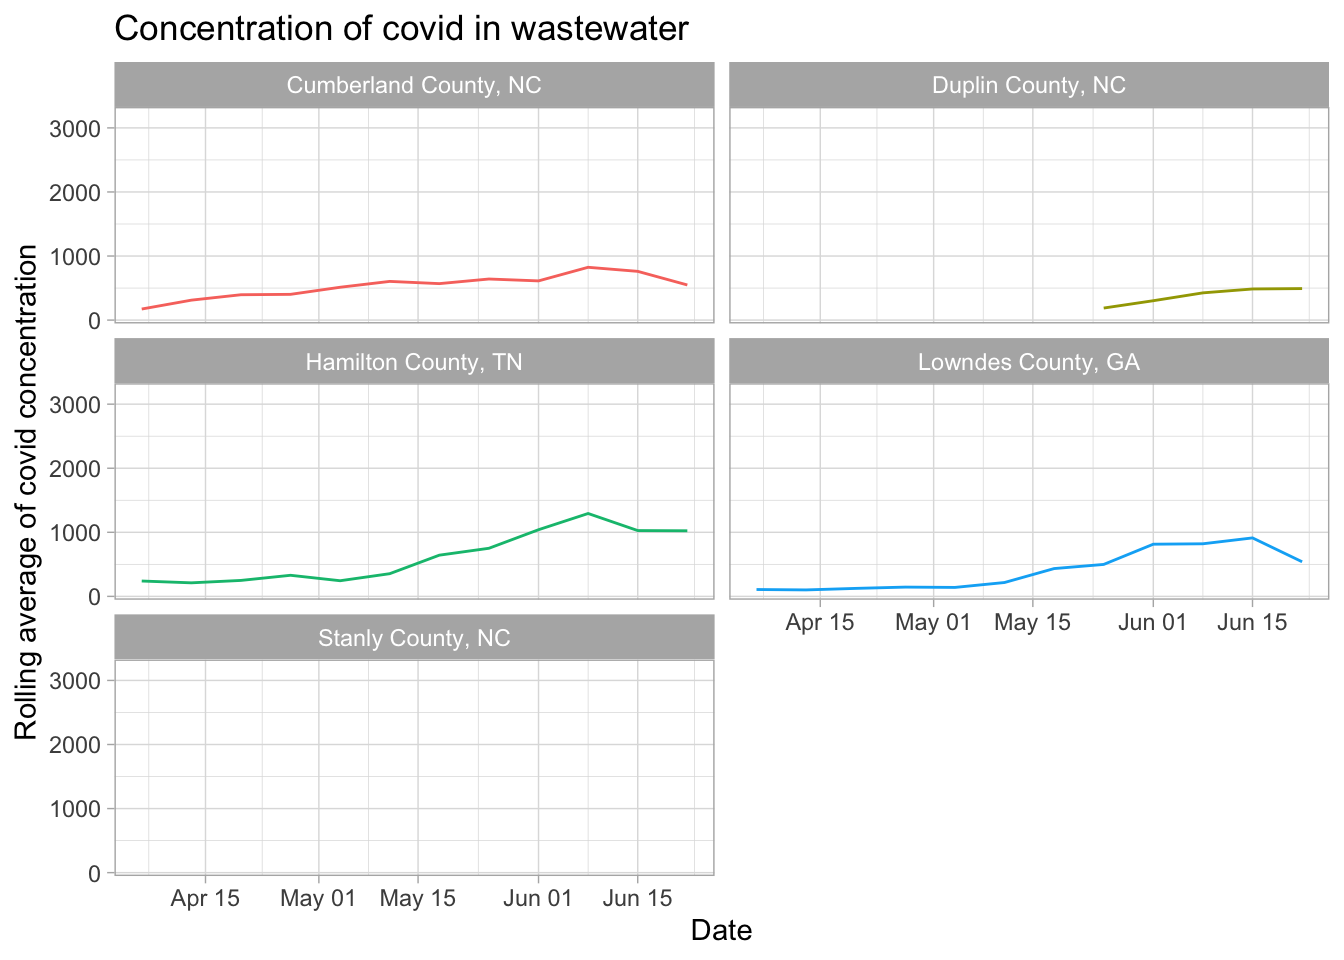 Concentration of covid in wastewater
Rolling average of covid concentration
Cumberland County, NC
3000
2000
1000
0
Duplin County, NC
Hamilton County, TN
3000
2000
1000
0
Lowndes County, GA
Apr 15 May 01 May 15 Jun 01 Jun 15
Stanly County, NC
3000
2000
1000
0
Apr 15 May 01 May 15 Jun 01 Jun 15
Date